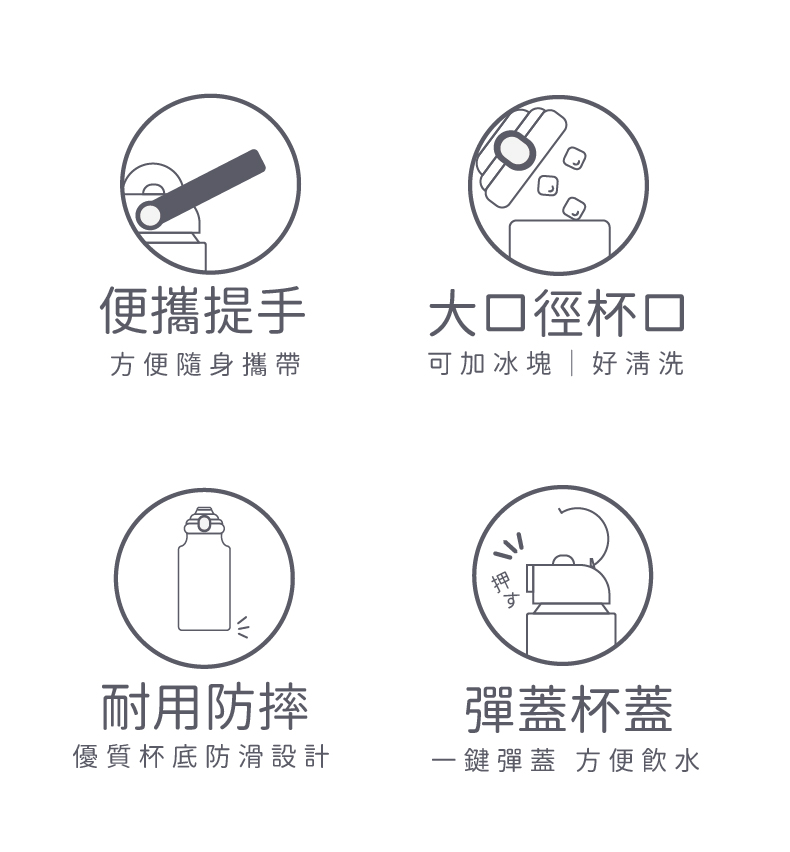 便攜提手
方便隨身攜帶
大口徑杯口
可加冰塊｜好清洗
耐用防摔
優質杯底防滑設計
押す
彈蓋杯蓋
一鍵彈蓋 方便飲水